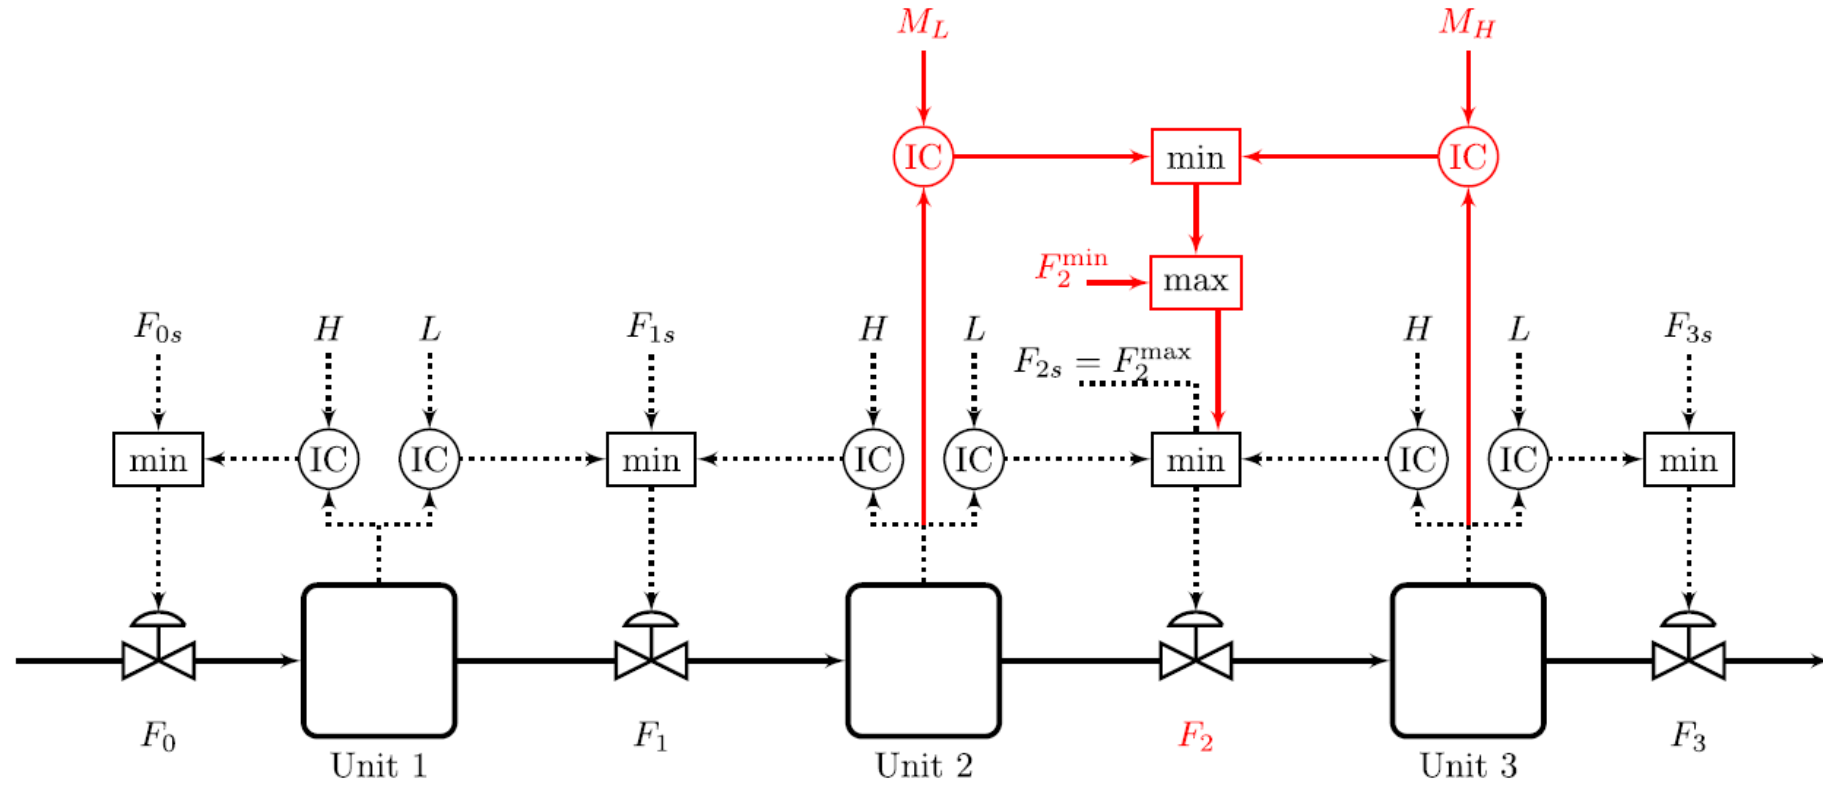 M_L M_H
IC min IC
F_2^min max
F_0s H L F_1s H L F_2s = F_2^max H L F_3s
min IC IC min IC IC min IC IC min
F_0 F_1 F_2 F_3
Unit 1 Unit 2 Unit 3